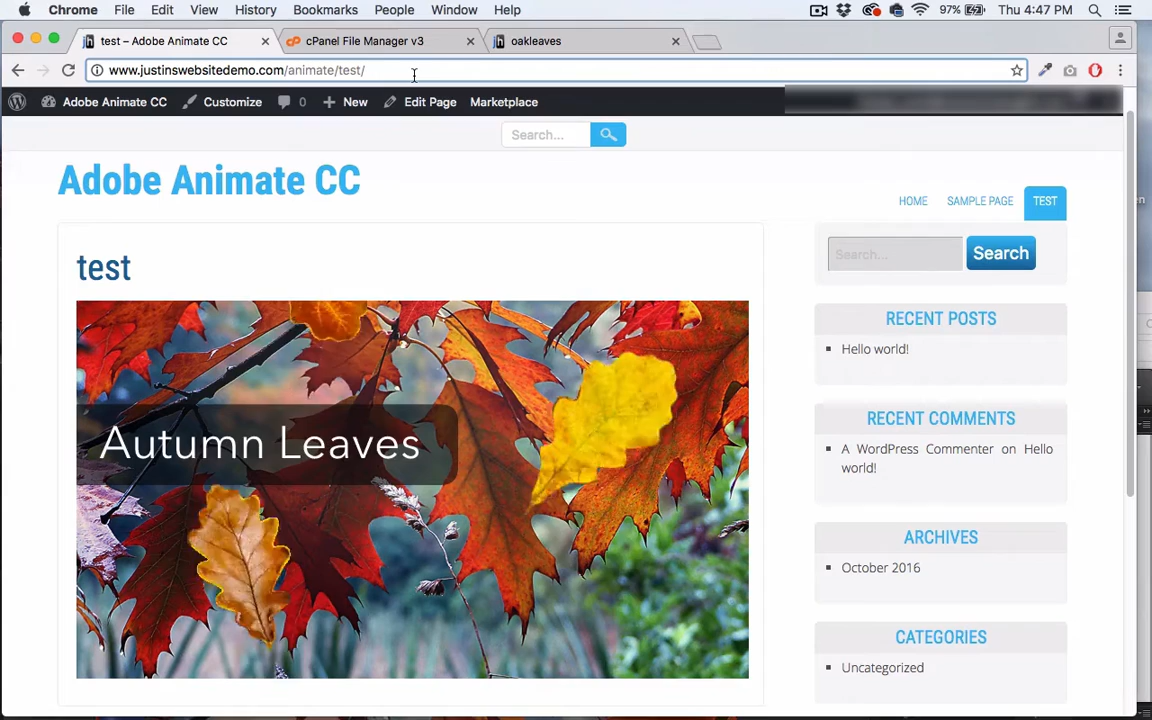 Chrome File Edit View History Bookmarks People Window Help 97% Thu 4:47 PM
test – Adobe Animate CC cPanel File Manager v3 oakleaves
www.justinswebsitedemo.com/animate/test/
Adobe Animate CC Customize 0 New Edit Page Marketplace
Search...
Adobe Animate CC
HOME SAMPLE PAGE TEST
Search... Search
test
Autumn Leaves
RECENT POSTS
Hello world!
RECENT COMMENTS
A WordPress Commenter on Hello
world!
ARCHIVES
October 2016
CATEGORIES
Uncategorized